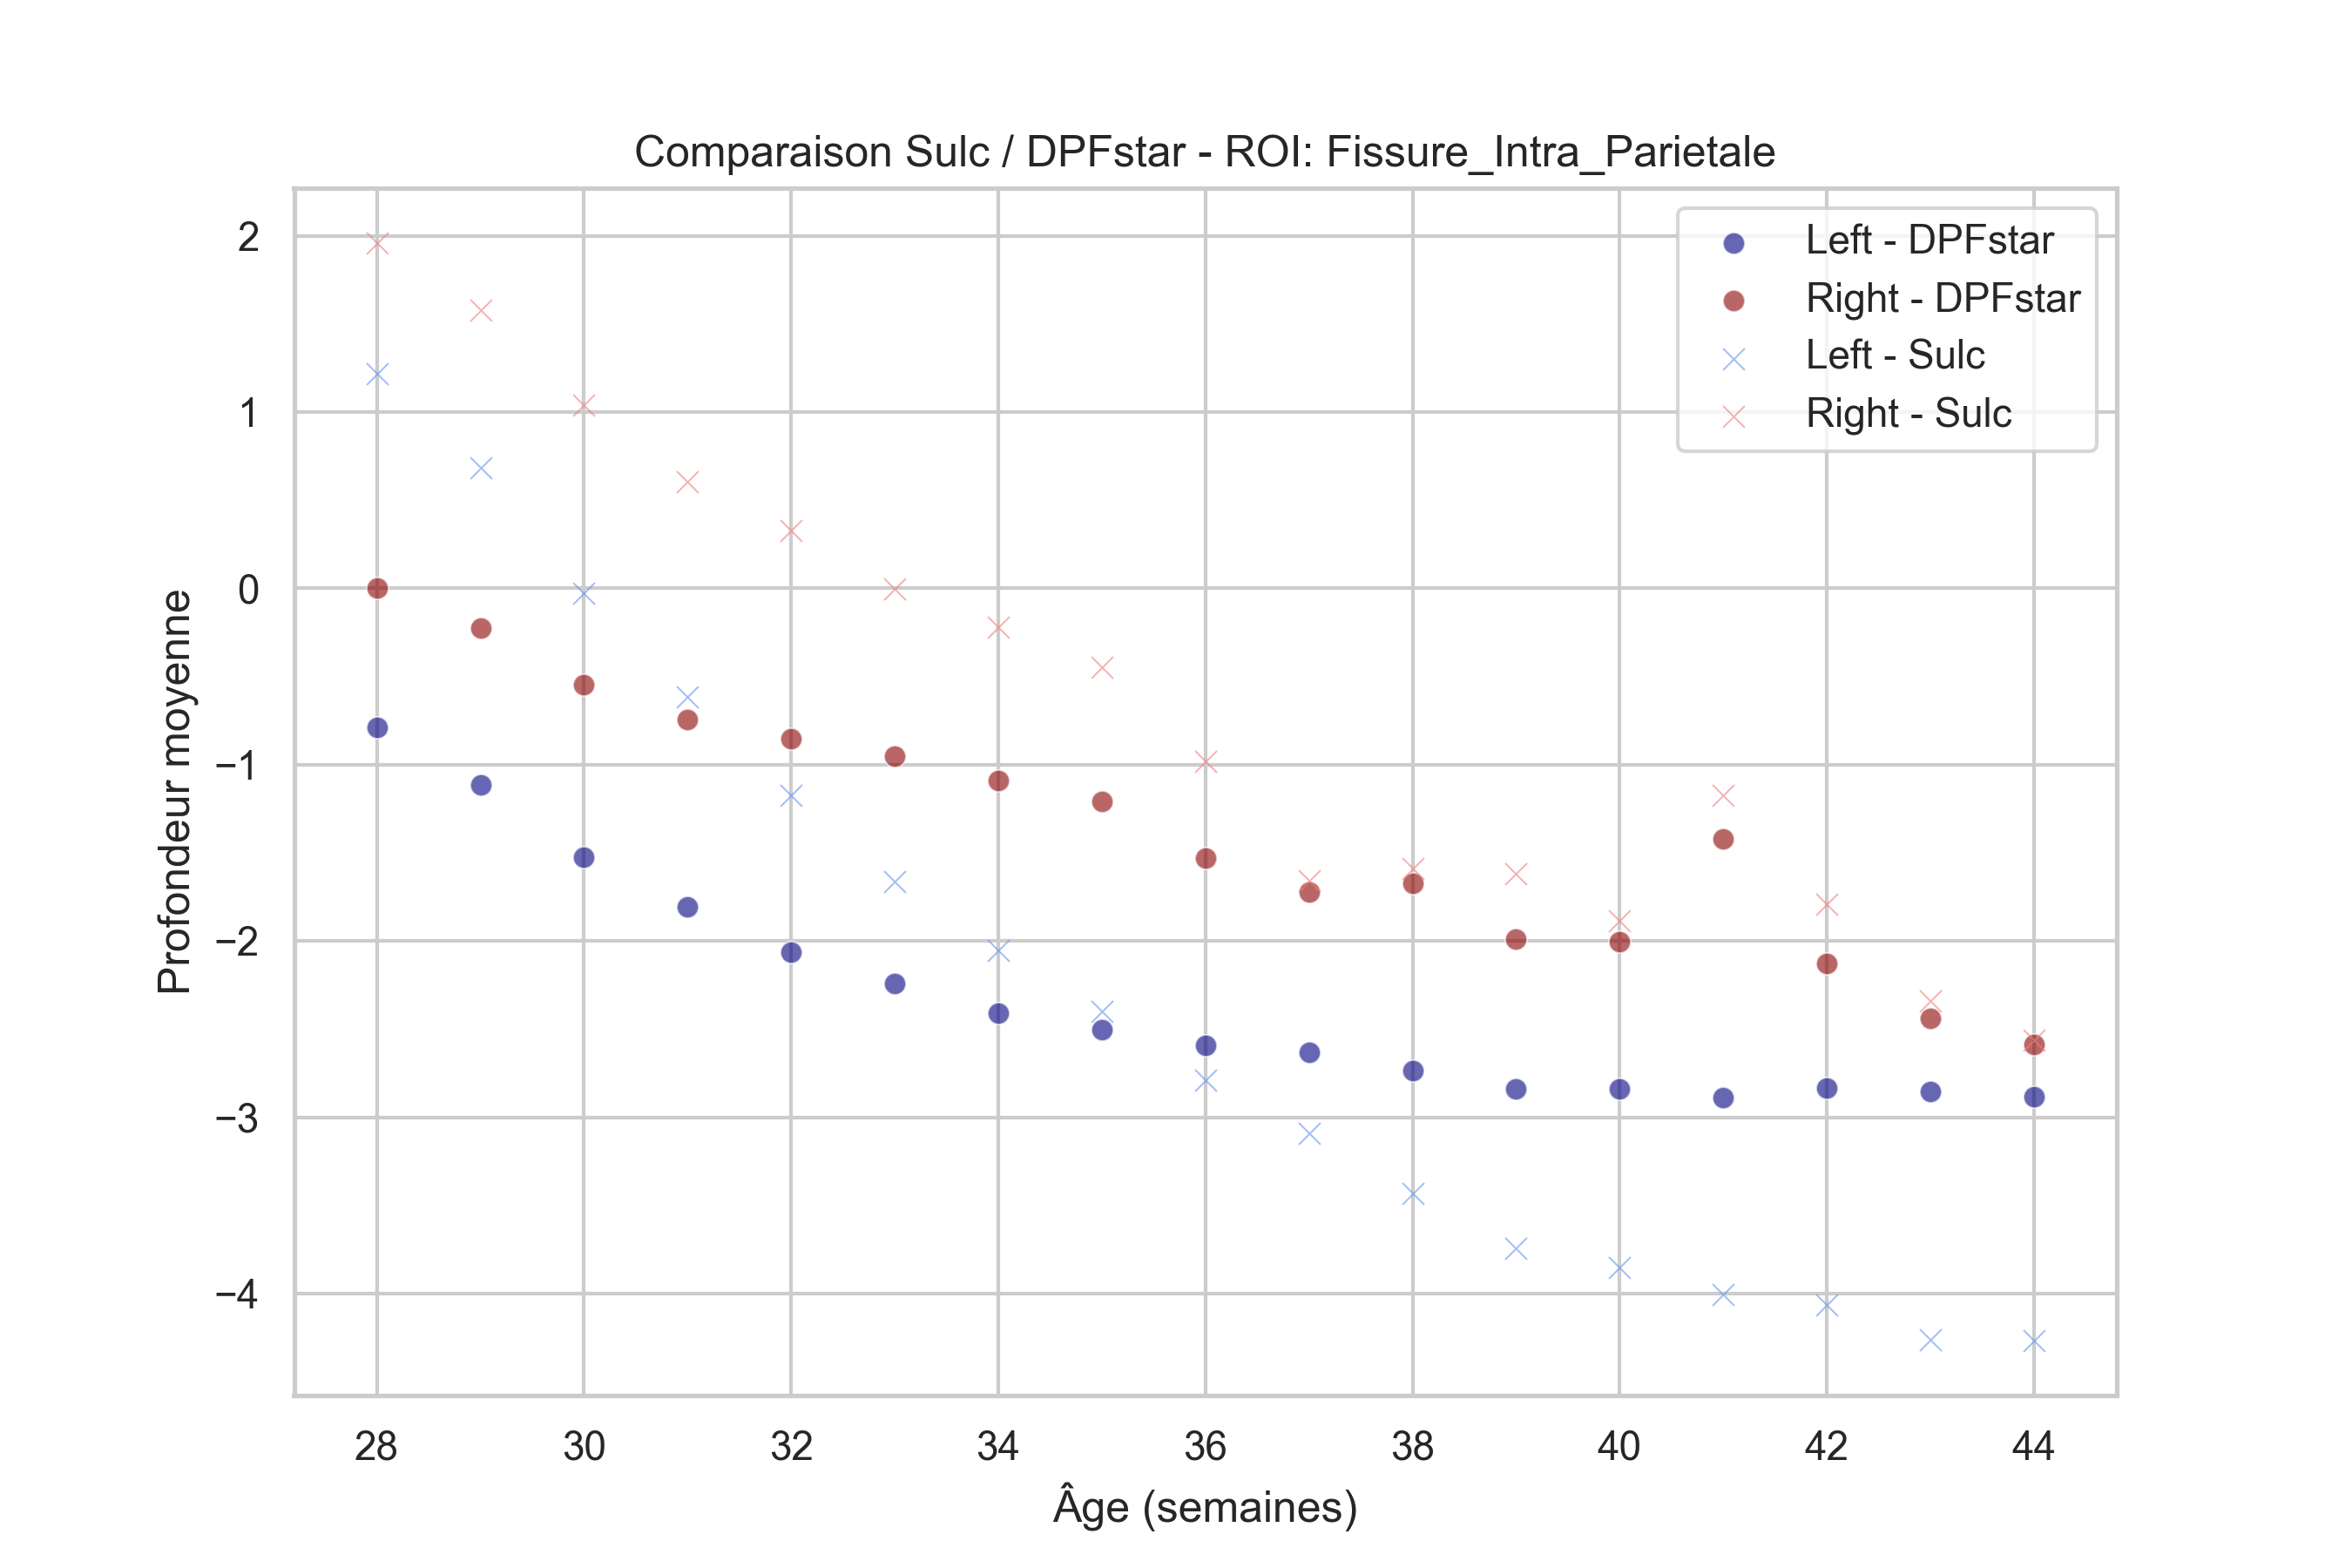 Comparaison Sulc / DPFstar - ROI: Fissure_Intra_Parietale
Left - DPFstar
Right - DPFstar
Left - Sulc
Right - Sulc
2
1
0
−1
−2
−3
−4
Profondeur moyenne
28 30 32 34 36 38 40 42 44
Âge (semaines)